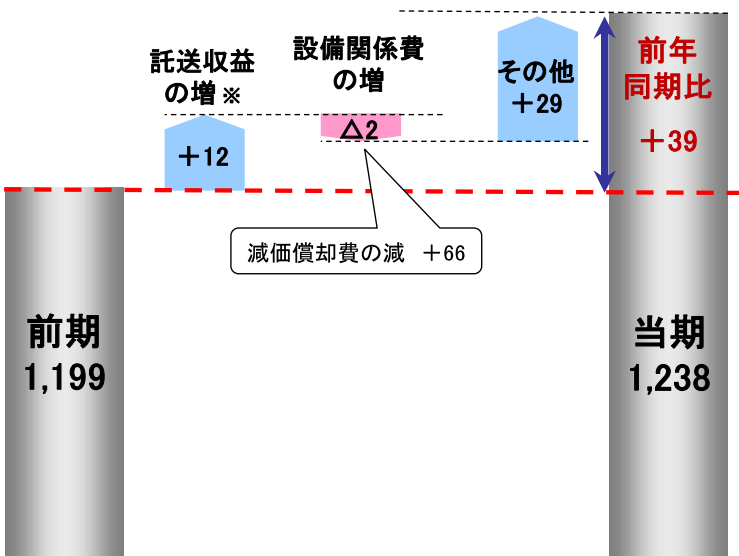 託送収益
の増※
＋12
設備関係費
の増
△2
その他
＋29
前年
同期比
＋39
減価償却費の減　＋66
前期
1,199
当期
1,238